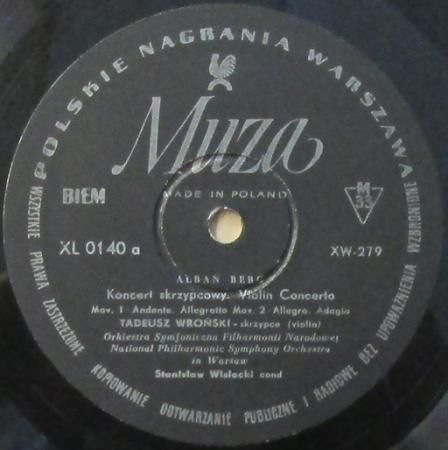 POLSKIE NAGRANIA WARSZAWA
Muza
BIEM
MADE IN POLAND
M
33
XL 0140 a
XW-279
ALBAN BERG
Koncert skrzypcowy. Violin Concerto
Mov. 1 Andante. Allegretto Mov. 2 Allegro. Adagio
TADEUSZ WROŃSKI - skrzypce (violin)
Orkiestra Symfoniczna Filharmonii Narodowej
National Philharmonic Symphony Orchestra
in Warsaw
Stanisław Wisłocki cond
WSZYSTKIE PRAWA ZASTRZEŻONE KOPIOWANIE ODTWARZANIE PUBLICZNE I RADIOWE BEZ UPOWAŻNIENIA WZBRONIONE